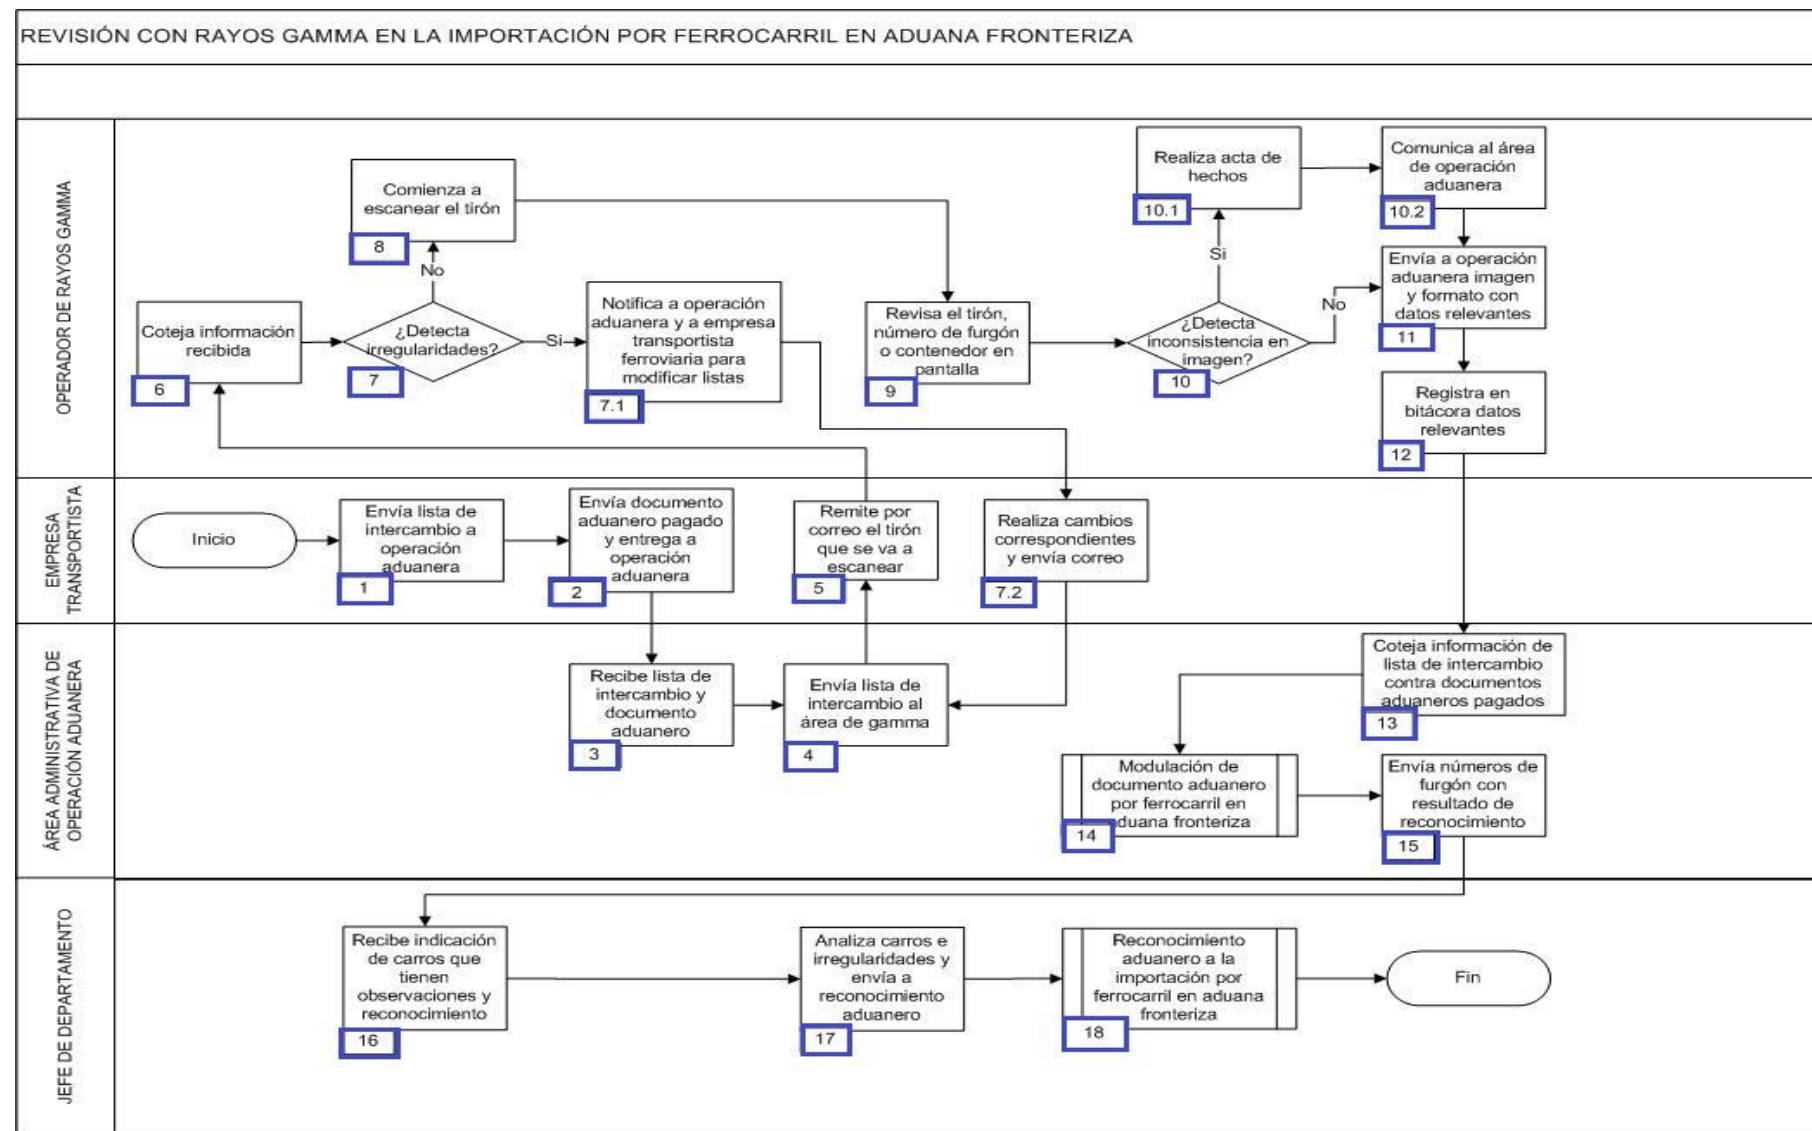 REVISIÓN CON RAYOS GAMMA EN LA IMPORTACIÓN POR FERROCARRIL EN ADUANA FRONTERIZA
OPERADOR DE RAYOS GAMMA
Coteja información
recibida
6
¿Detecta
irregularidades?
7
No
Si
Comienza a
escanear el tirón
8
Notifica a operación
aduanera y a empresa
transportista
ferroviaria para
modificar listas
7.1
Revisa el tirón,
número de furgón
o contenedor en
pantalla
9
¿Detecta
inconsistencia en
imagen?
10
Si
No
Realiza acta de
hechos
10.1
Comunica al área
de operación
aduanera
10.2
Envía a operación
aduanera imagen
y formato con
datos relevantes
11
Registra en
bitácora datos
relevantes
12
EMPRESA
TRANSPORTISTA
Inicio
Envía lista de
intercambio a
operación
aduanera
1
Envía documento
aduanero pagado
y entrega a
operación
aduanera
2
Remite por
correo el tirón
que se va a
escanear
5
Realiza cambios
correspondientes
y envía correo
7.2
ÁREA ADMINISTRATIVA DE
OPERACIÓN ADUANERA
Recibe lista de
intercambio y
documento
aduanero
3
Envía lista de
intercambio al
área de gamma
4
Coteja información de
lista de intercambio
contra documentos
aduaneros pagados
13
Modulación de
documento aduanero
por ferrocarril en
aduana fronteriza
14
Envía números de
furgón con
resultado de
reconocimiento
15
JEFE DE DEPARTAMENTO
Recibe indicación
de carros que
tienen
observaciones y
reconocimiento
16
Analiza carros e
irregularidades y
envía a
reconocimiento
aduanero
17
Reconocimiento
aduanero a la
importación por
ferrocarril en aduana
fronteriza
18
Fin